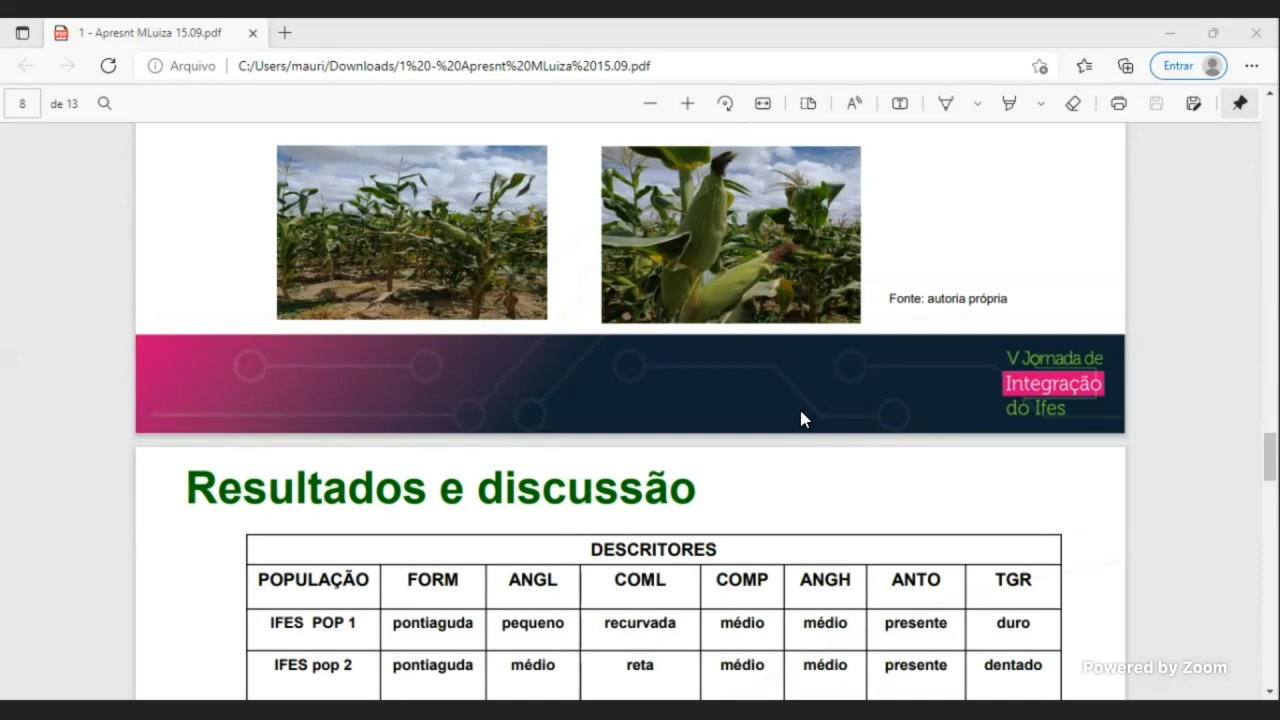 1 - Apresnt MLuiza 15.09.pdf
Arquivo C:/Users/mauri/Downloads/1%20-%20Apresnt%20MLuiza%2015.09.pdf
Entrar
8 de 13
Fonte: autoria própria
V Jornada de
Integração
do Ifes
Resultados e discussão
DESCRITORES
POPULAÇÃO FORM ANGL COML COMP ANGH ANTO TGR
IFES POP 1 pontiaguda pequeno recurvada médio médio presente duro
IFES pop 2 pontiaguda médio reta médio médio presente dentado
Powered by Zoom